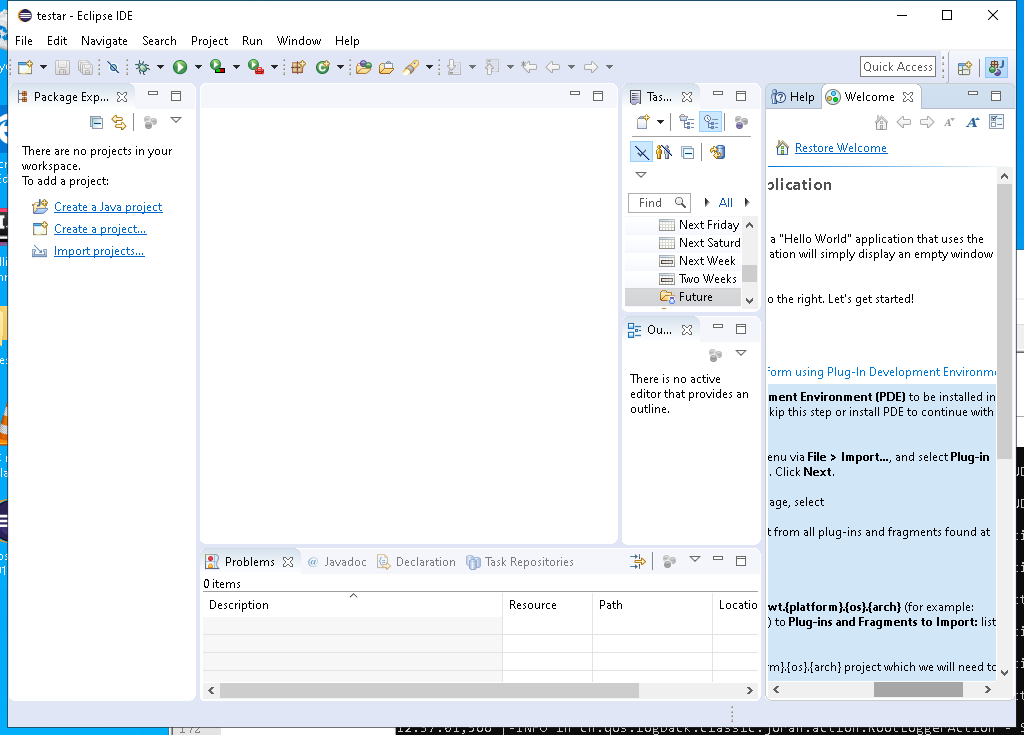 testar - Eclipse IDE
File Edit Navigate Search Project Run Window Help
Quick Access
Package Exp...
There are no projects in your
workspace.
To add a project:
Create a Java project
Create a project...
Import projects...
Tas...
Find
All
Next Friday
Next Saturd
Next Week
Two Weeks
Future
Ou...
There is no active
editor that provides an
outline.
Help Welcome
Restore Welcome
plication
a "Hello World" application that uses the
ation will simply display an empty window
o the right. Let's get started!
form using Plug-In Development Environme
ment Environment (PDE) to be installed in
kip this step or install PDE to continue with
enu via File > Import..., and select Plug-in
. Click Next.
age, select
t from all plug-ins and fragments found at
wt.{platform}.{os}.{arch} (for example:
) to Plug-ins and Fragments to Import: list
rm}.{os}.{arch} project which we will need to
Problems @ Javadoc Declaration Task Repositories
0 items
Description Resource Path Locatio
172
12:57:01,566 |-INFO in ch.qos.logback.classic.joran.action.RootLoggerAction - s